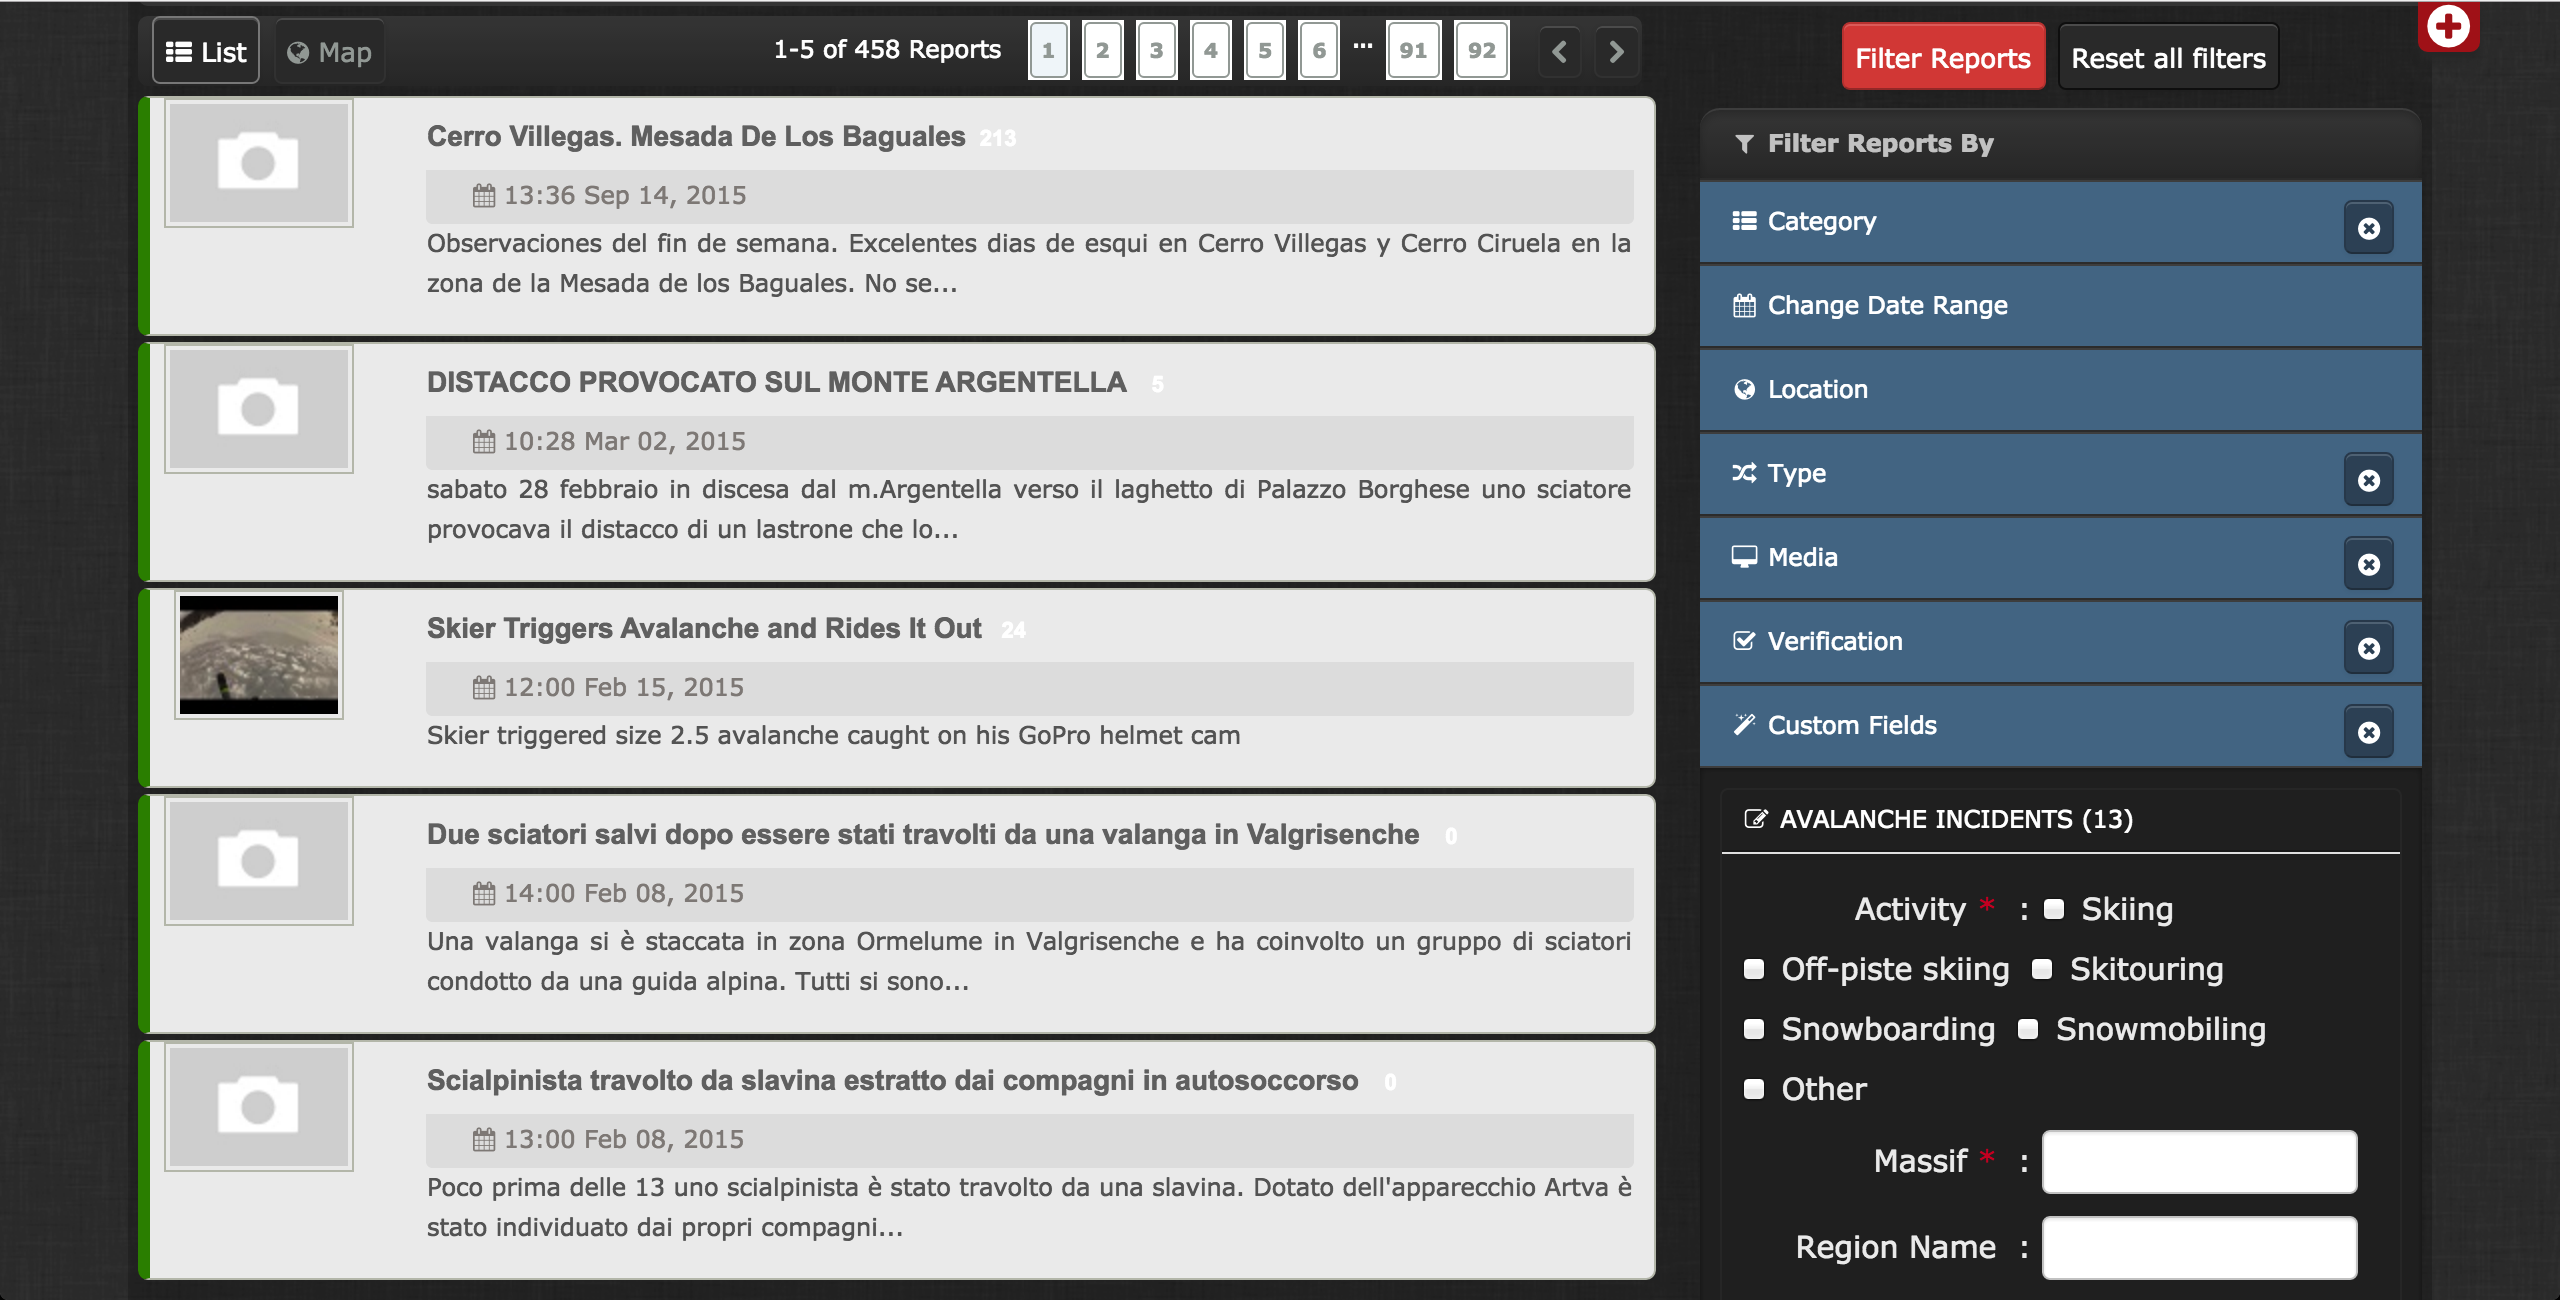 List
Map
1-5 of 458 Reports
1 2 3 4 5 6 ... 91 92
Filter Reports
Reset all filters
Cerro Villegas. Mesada De Los Baguales 213
13:36 Sep 14, 2015
Observaciones del fin de semana. Excelentes dias de esqui en Cerro Villegas y Cerro Ciruela en la
zona de la Mesada de los Baguales. No se...
DISTACCO PROVOCATO SUL MONTE ARGENTELLA 5
10:28 Mar 02, 2015
sabato 28 febbraio in discesa dal m.Argentella verso il laghetto di Palazzo Borghese uno sciatore
provocava il distacco di un lastrone che lo...
Skier Triggers Avalanche and Rides It Out 24
12:00 Feb 15, 2015
Skier triggered size 2.5 avalanche caught on his GoPro helmet cam
Due sciatori salvi dopo essere stati travolti da una valanga in Valgrisenche 0
14:00 Feb 08, 2015
Una valanga si è staccata in zona Ormelume in Valgrisenche e ha coinvolto un gruppo di sciatori
condotto da una guida alpina. Tutti si sono...
Scialpinista travolto da slavina estratto dai compagni in autosoccorso 0
13:00 Feb 08, 2015
Poco prima delle 13 uno scialpinista è stato travolto da una slavina. Dotato dell'apparecchio Artva è
stato individuato dai propri compagni...
Filter Reports By
Category
Change Date Range
Location
Type
Media
Verification
Custom Fields
AVALANCHE INCIDENTS (13)
Activity * : Skiing
Off-piste skiing Skitouring
Snowboarding Snowmobiling
Other
Massif * :
Region Name :